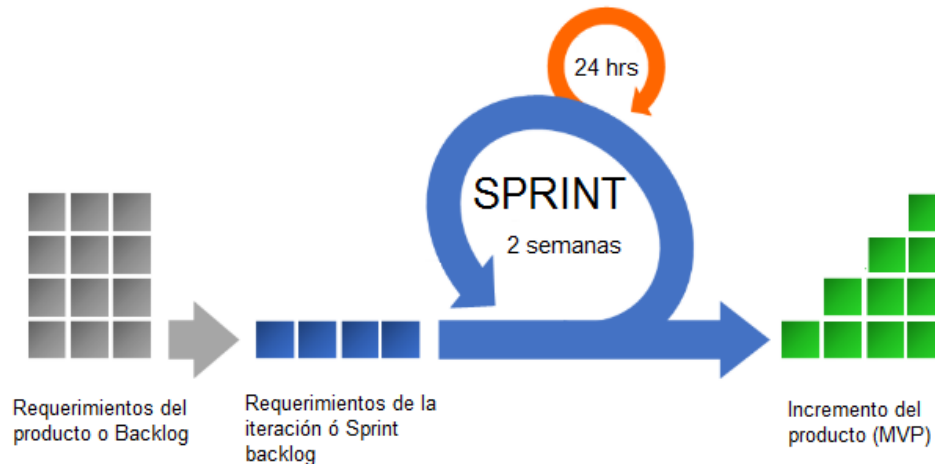 24 hrs
SPRINT
2 semanas
Requerimientos del
producto o Backlog
Requerimientos de la
iteración ó Sprint
backlog
Incremento del
producto (MVP)